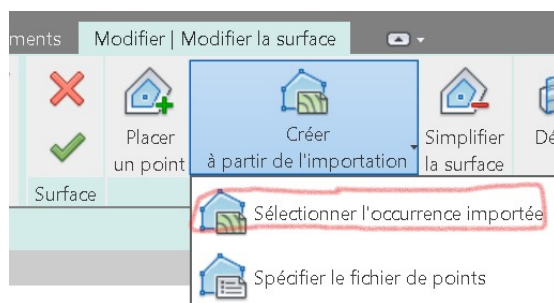 ments Modifier | Modifier la surface
Placer un point
Créer à partir de l'importation
Simplifier la surface
Dé
Surface
Sélectionner l'occurrence importée
Spécifier le fichier de points